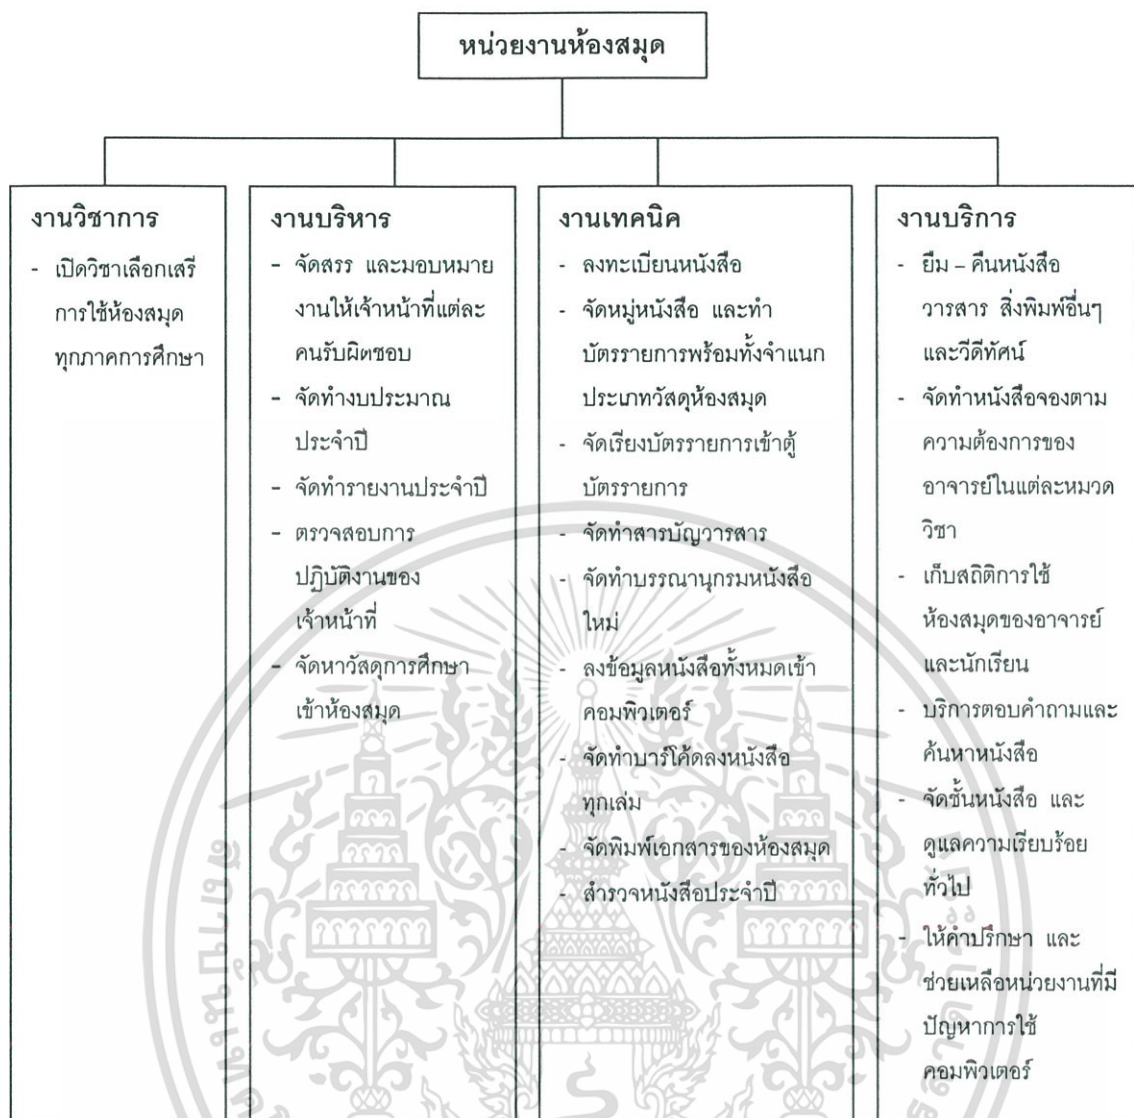 หน่วยงานห้องสมุด
งานวิชาการ
- เปิดวิชาเลือกเสรี
การใช้ห้องสมุด
ทุกภาคการศึกษา
งานบริหาร
- จัดสรร และมอบหมาย
งานให้เจ้าหน้าที่แต่ละ
คนรับผิดชอบ
- จัดทำงบประมาณ
ประจำปี
- จัดทำรายงานประจำปี
- ตรวจสอบการ
ปฏิบัติงานของ
เจ้าหน้าที่
- จัดหาวัสดุการศึกษา
เข้าห้องสมุด
งานเทคนิค
- ลงทะเบียนหนังสือ
- จัดหมู่หนังสือ และทำ
บัตรรายการพร้อมทั้งจำแนก
ประเภทวัสดุห้องสมุด
- จัดเรียงบัตรรายการเข้าตู้
บัตรรายการ
- จัดทำสารบัญวารสาร
- จัดทำบรรณานุกรมหนังสือ
ใหม่
- ลงข้อมูลหนังสือทั้งหมดเข้า
คอมพิวเตอร์
- จัดทำบาร์โค้ดลงหนังสือ
ทุกเล่ม
- จัดพิมพ์เอกสารของห้องสมุด
- สำรวจหนังสือประจำปี
งานบริการ
- ยืม – คืนหนังสือ
วารสาร สิ่งพิมพ์อื่นๆ
และวีดีทัศน์
- จัดทำหนังสือจองตาม
ความต้องการของ
อาจารย์ในแต่ละหมวด
วิชา
- เก็บสถิติการใช้
ห้องสมุดของอาจารย์
และนักเรียน
- บริการตอบคำถามและ
ค้นหาหนังสือ
- จัดชั้นหนังสือ และ
ดูแลความเรียบร้อย
ทั่วไป
- ให้คำปรึกษา และ
ช่วยเหลือหน่วยงานที่มี
ปัญหาการใช้
คอมพิวเตอร์